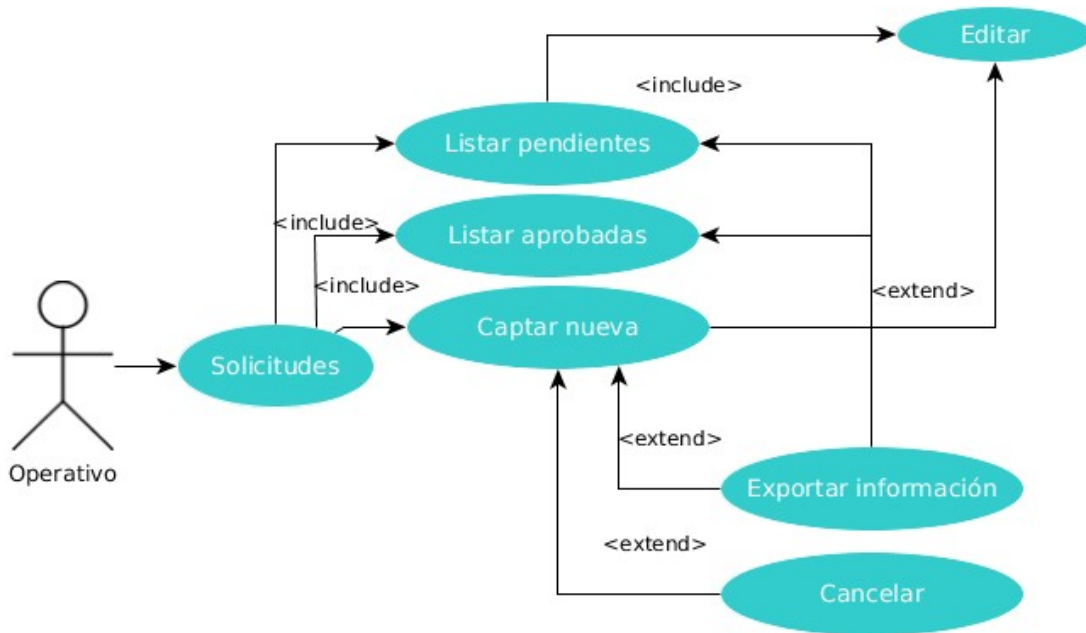 Editar
<include>
Listar pendientes
<include>
Listar aprobadas
<include>
<extend>
Captar nueva
Solicitudes
<extend>
Operativo
Exportar información
<extend>
Cancelar